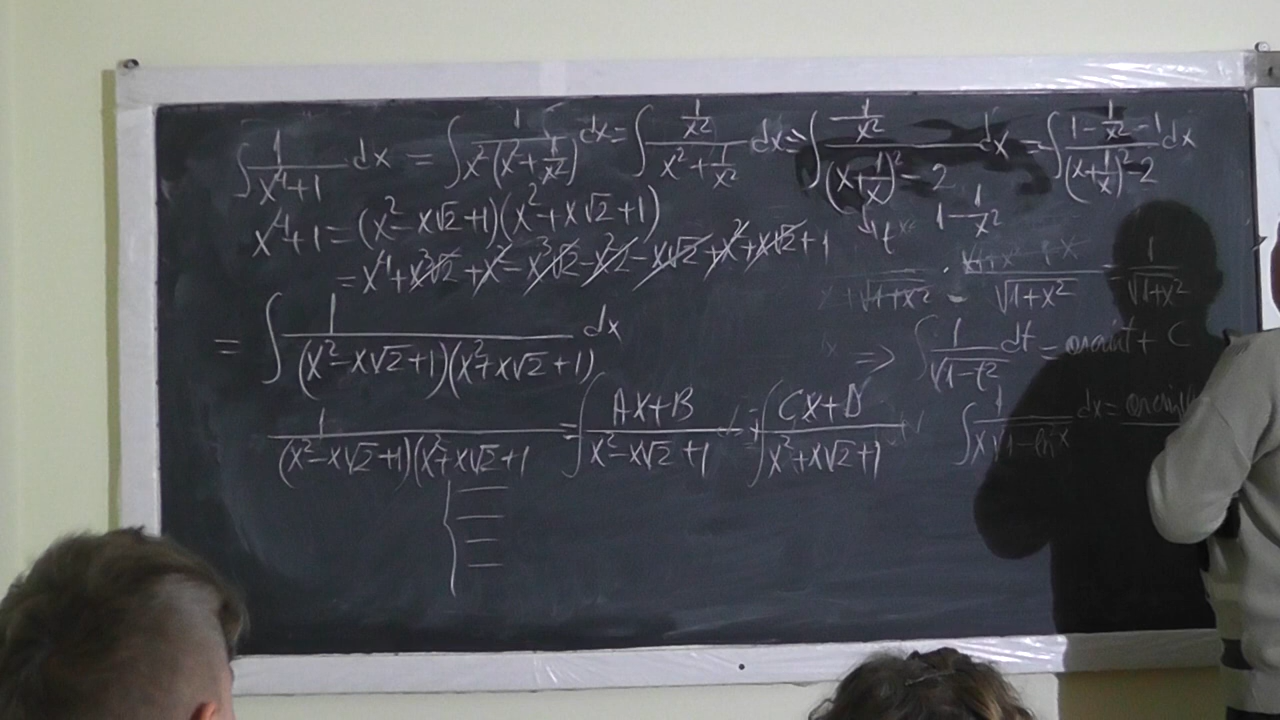 ∫ 1/(x⁴+1) dx = ∫ 1/(x²(x²+1/x²)) dx = ∫ (1/x²)/(x²+1/x²) dx = ∫ (1/x²)/((x+1/x)²-2) dx = ∫ (1-1/x²-1)/((x+1/x)²-2) dx
x⁴+1 = (x²-x√2+1)(x²+x√2+1)
t 1-1/x²
= x⁴+x³√2+x²-x³√2-x²2-x√2+x²+x√2+1
√1+x² √1+x² 1/√1+x²
= ∫ 1/((x²-x√2+1)(x²+x√2+1)) dx
=> ∫ 1/√1-t² dt = + C
1/((x²-x√2+1)(x²+x√2+1 = ∫ (Ax+B)/(x²-x√2+1) + ∫ (Cx+D)/(x²+x√2+1)
dx =